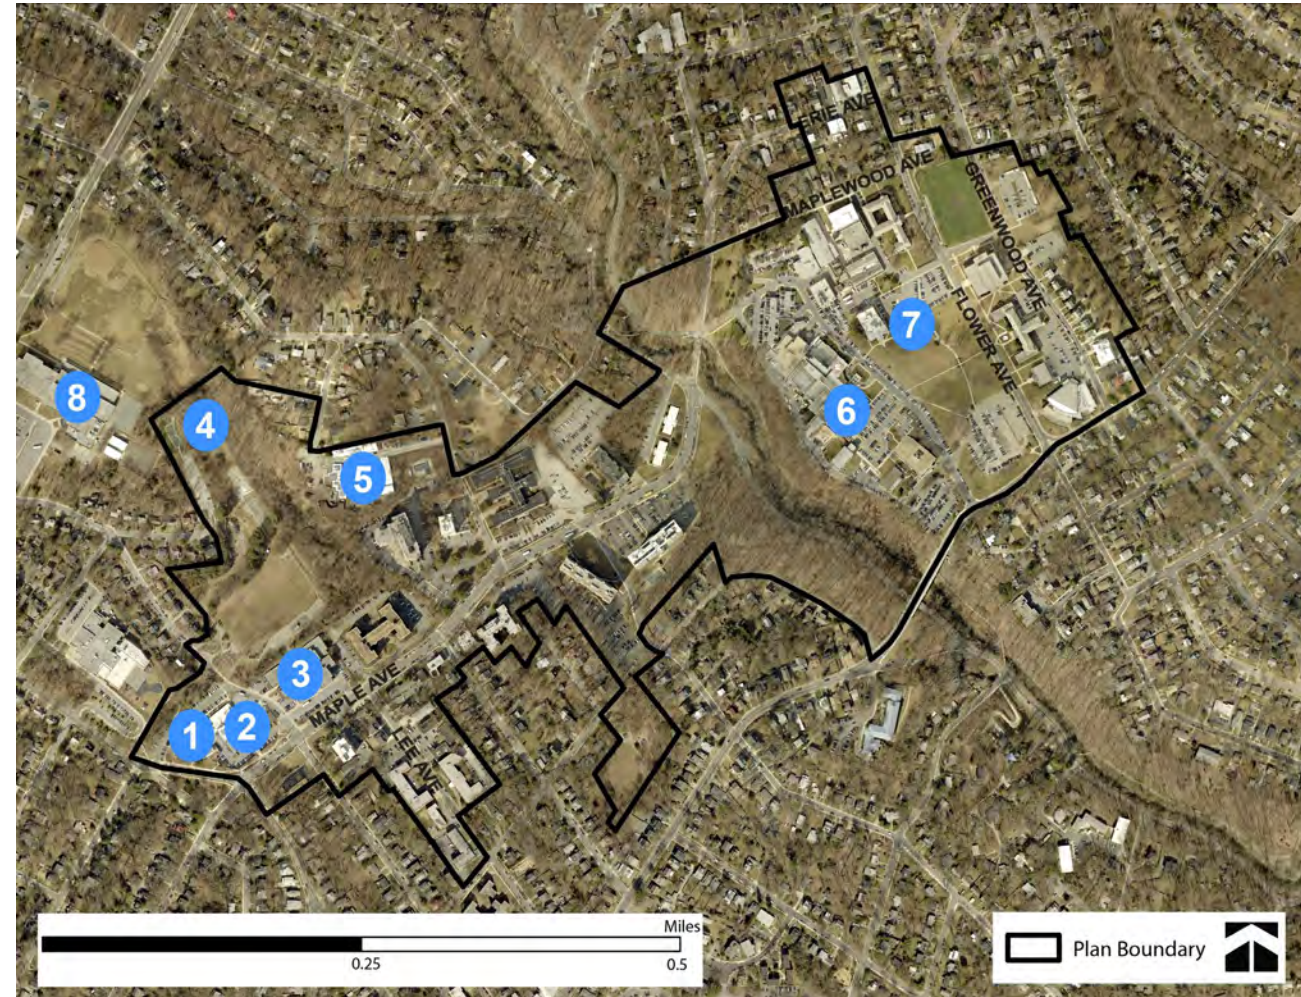 ERIE AVE
MAPLEWOOD AVE
GREENWOOD AVE
FLOWER AVE
7
6
8
4
5
3
MAPLE AVE
1
2
LEE AVE
Miles
0.25
0.5
Plan Boundary